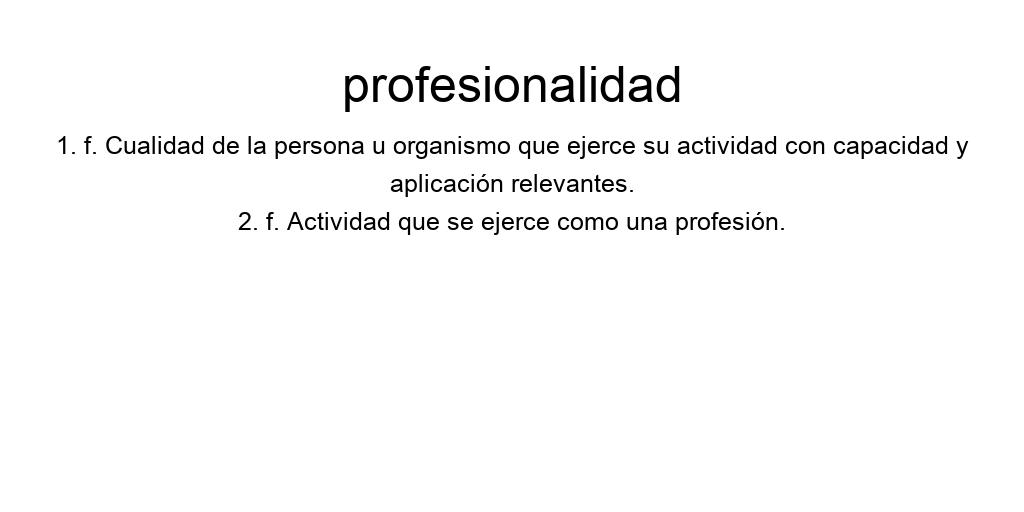 profesionalidad
1. f. Cualidad de la persona u organismo que ejerce su actividad con capacidad y
aplicación relevantes.
2. f. Actividad que se ejerce como una profesión.